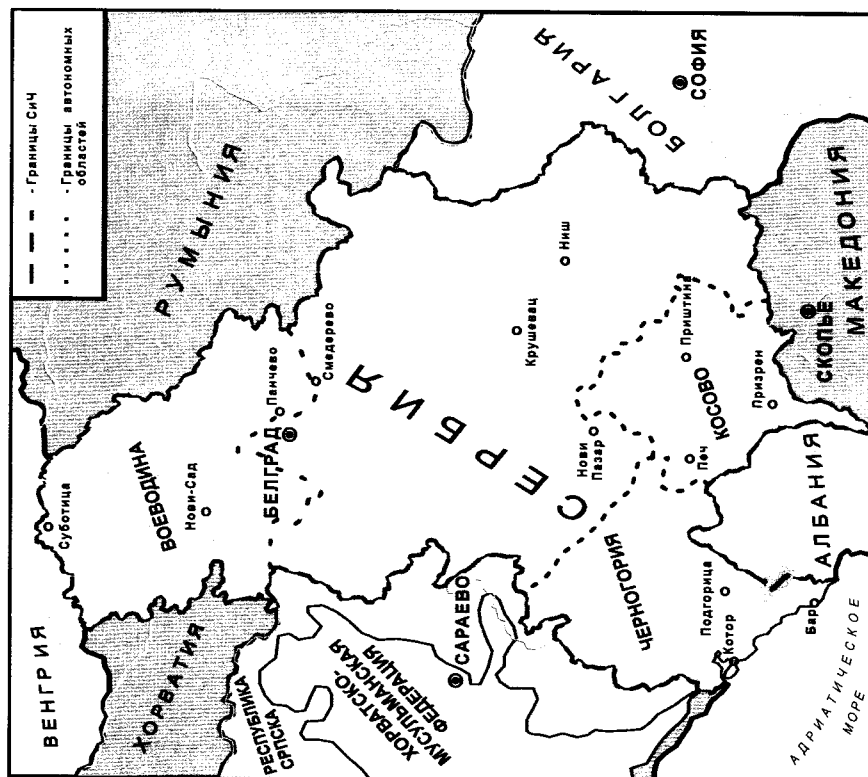 - Границы СиЧ
- Границы автономных
областей
ВЕНГРИЯ
РУМЫНИЯ
Суботица
ВОЕВОДИНА
Нови-Сад
ХОРВАТИЯ
Панчево
БЕЛГРАД
Смедерево
РЕСПУБЛИКА
СРПСКА
ХОРВАТСКО-
МУСУЛЬМАНСКАЯ
ФЕДЕРАЦИЯ
САРАЕВО
СЕРБИЯ
Крушевац
Ниш
БОЛГАРИЯ
СОФИЯ
Нови
Пазар
ЧЕРНОГОРИЯ
Подгорица
Котор
Бар
Печ
КОСОВО
Приштина
Призрен
СКОПЬЕ
МАКЕДОНИЯ
АЛБАНИЯ
АДРИАТИЧЕСКОЕ
МОРЕ